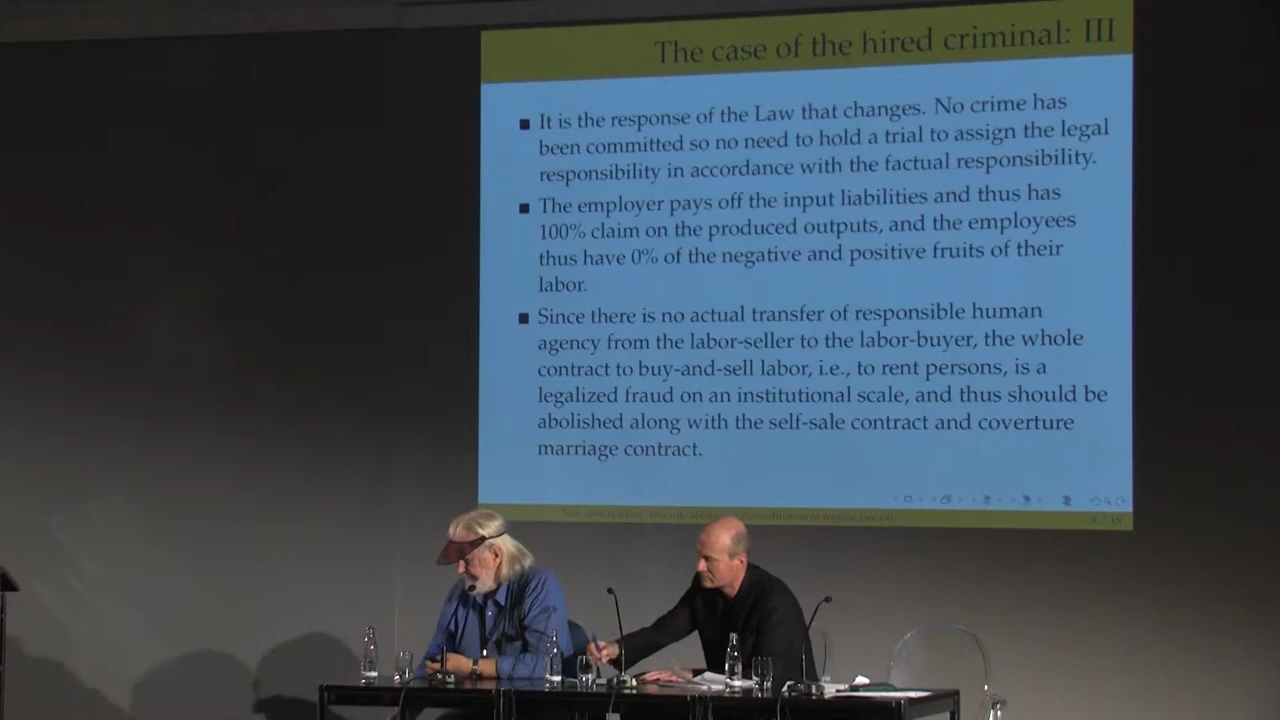 The case of the hired criminal: III
■ It is the response of the Law that changes. No crime has
been committed so no need to hold a trial to assign the legal
responsibility in accordance with the factual responsibility.
■ The employer pays off the input liabilities and thus has
100% claim on the produced outputs, and the employees
thus have 0% of the negative and positive fruits of their
labor.
■ Since there is no actual transfer of responsible human
agency from the labor-seller to the labor-buyer, the whole
contract to buy-and-sell labor, i.e., to rent persons, is a
legalized fraud on an institutional scale, and thus should be
abolished along with the self-sale contract and coverture
marriage contract.